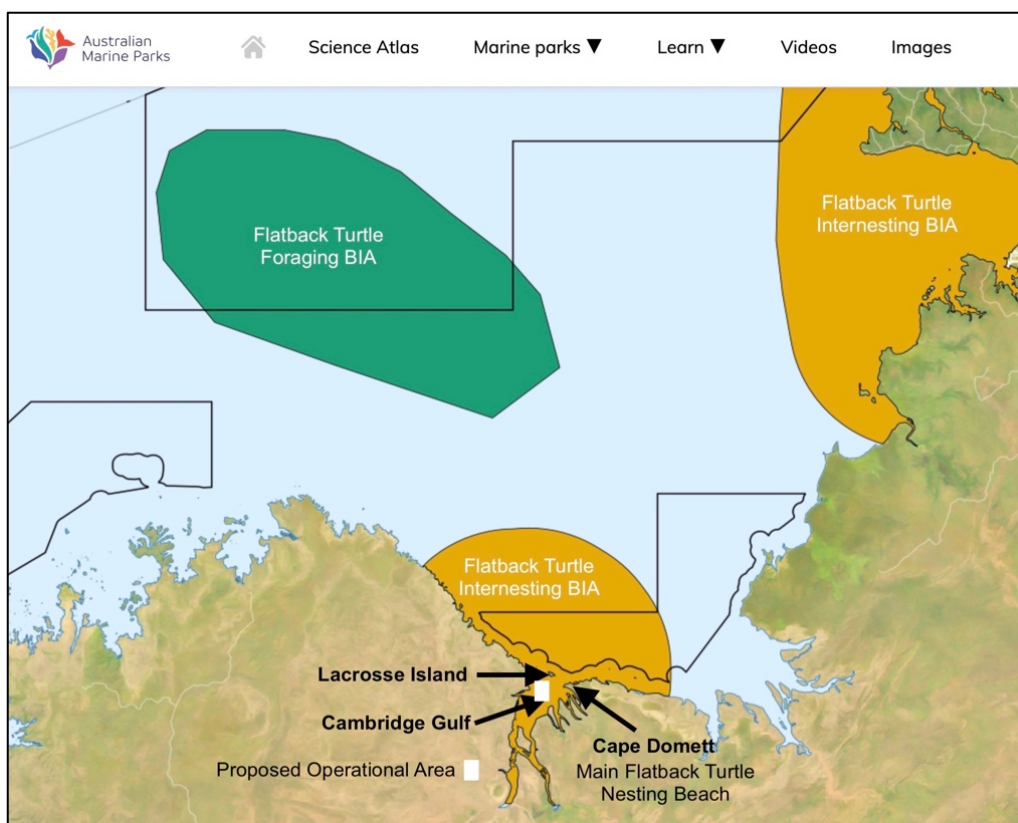 Australian
Marine Parks
Science Atlas
Marine parks ▼
Learn ▼
Videos
Images
Flatback Turtle
Internesting BIA
Flatback Turtle
Foraging BIA
Flatback Turtle
Internesting BIA
Lacrosse Island
Cambridge Gulf
Cape Domett
Main Flatback Turtle
Nesting Beach
Proposed Operational Area